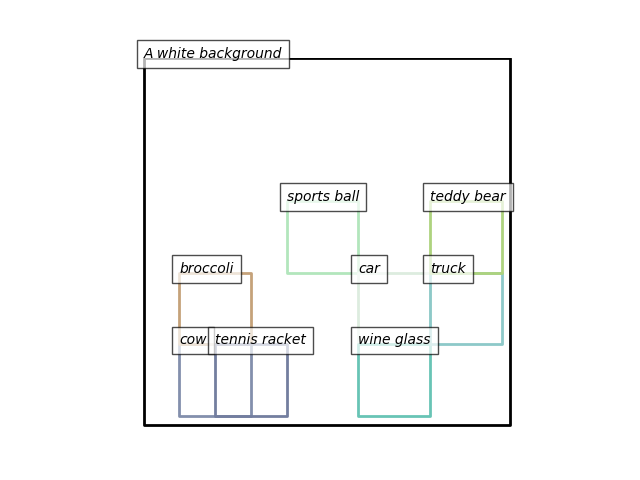 A white background
sports ball
teddy bear
broccoli
car
truck
cow
tennis racket
wine glass